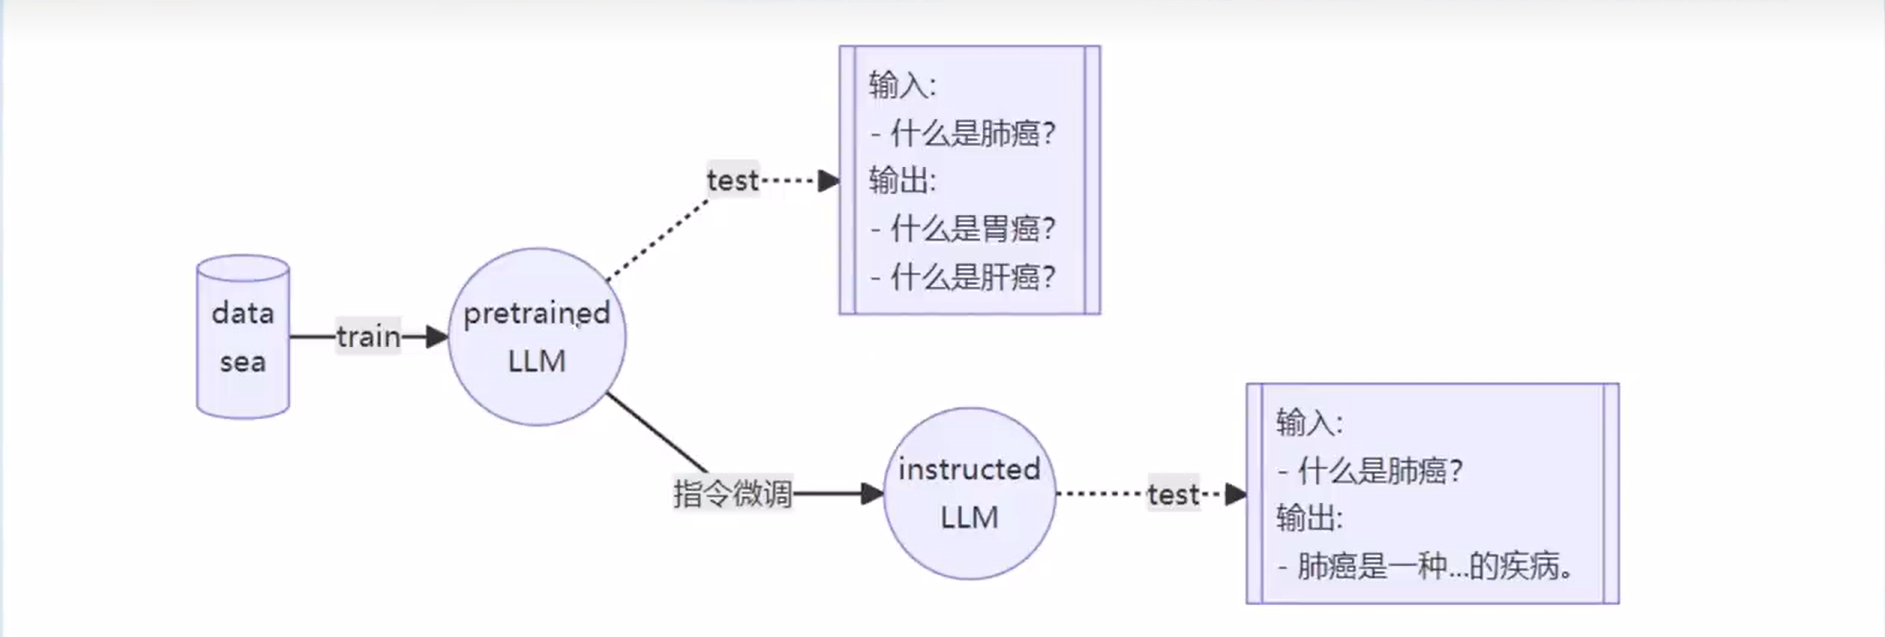 data
sea
train
pretrained
LLM
test
输入:
- 什么是肺癌?
输出:
- 什么是胃癌?
- 什么是肝癌?
指令微调
instructed
LLM
test
输入:
- 什么是肺癌?
输出:
- 肺癌是一种...的疾病。